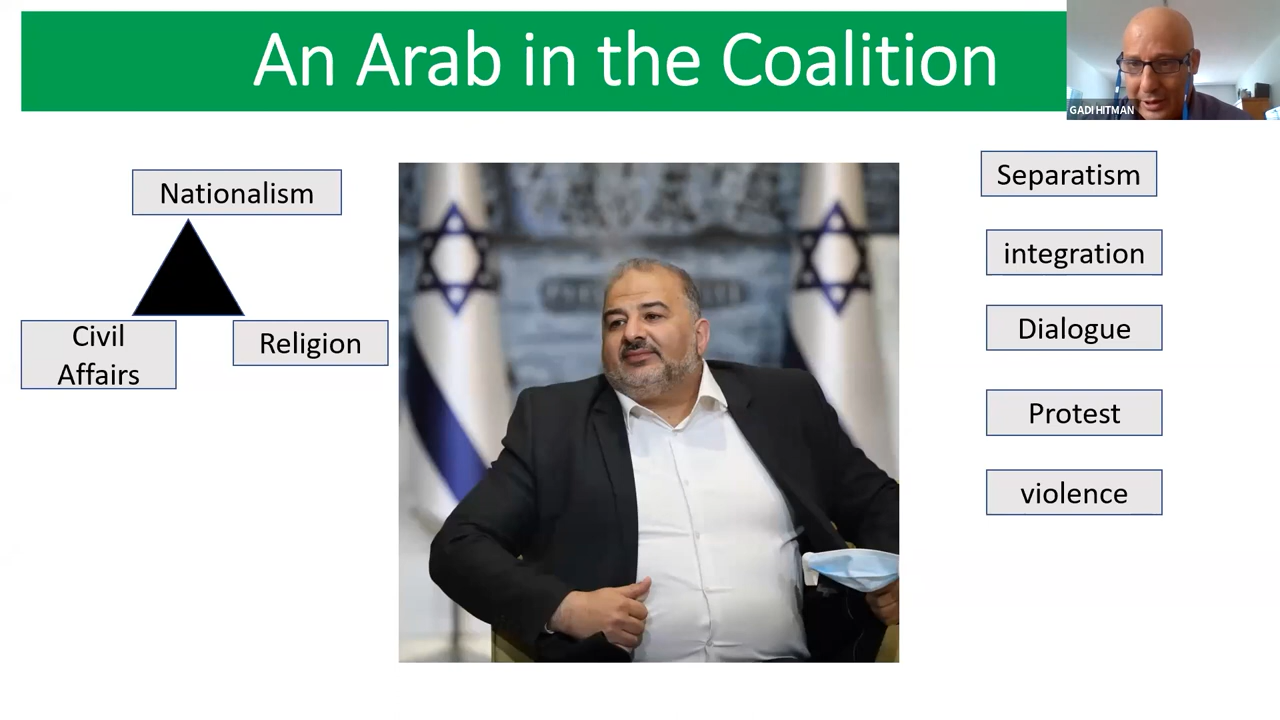 An Arab in the Coalition
GADI HITMAN
Nationalism
Civil
Affairs
Religion
Separatism
integration
Dialogue
Protest
violence